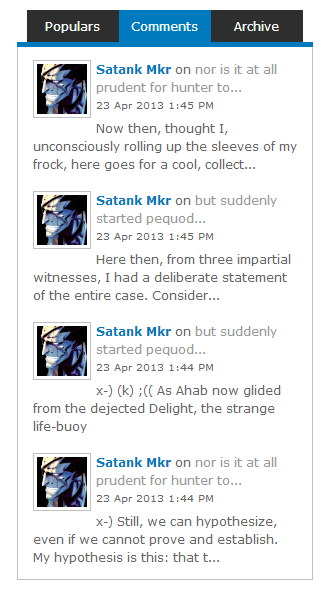 Populars Comments Archive
Satank Mkr on nor is it at all
prudent for hunter to...
23 Apr 2013 1:45 PM
Now then, thought I,
unconsciously rolling up the sleeves of my
frock, here goes for a cool, collect...
Satank Mkr on but suddenly
started pequod...
23 Apr 2013 1:45 PM
Here then, from three impartial
witnesses, I had a deliberate statement
of the entire case. Consider...
Satank Mkr on but suddenly
started pequod...
23 Apr 2013 1:44 PM
x-) (k) ;(( As Ahab now glided
from the dejected Delight, the strange
life-buoy
Satank Mkr on nor is it at all
prudent for hunter to...
23 Apr 2013 1:44 PM
x-) Still, we can hypothesize,
even if we cannot prove and establish.
My hypothesis is this: that t...